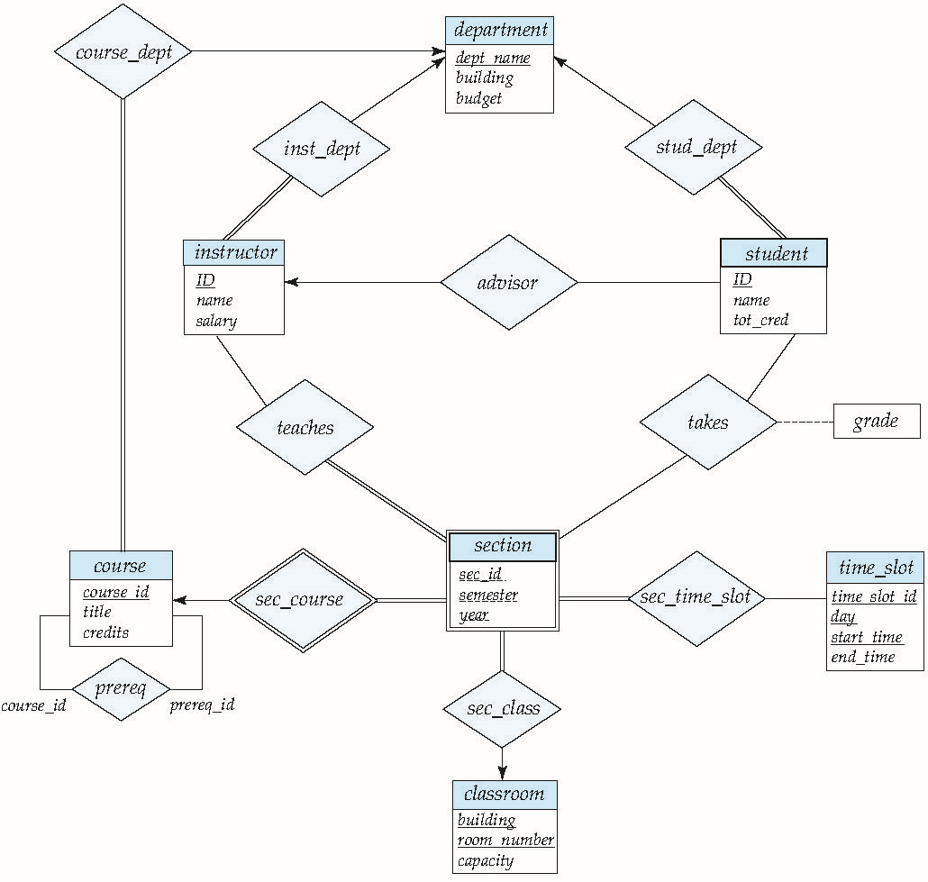 department
course_dept
dept_name
building
budget
inst_dept
stud_dept
instructor
ID
name
salary
advisor
student
ID
name
tot_cred
teaches
takes
grade
section
sec_id
semester
year
course
course_id
title
credits
sec_course
sec_time_slot
time_slot
time_slot_id
day
start_time
end_time
prereq
course_id
prereq_id
sec_class
classroom
building
room_number
capacity